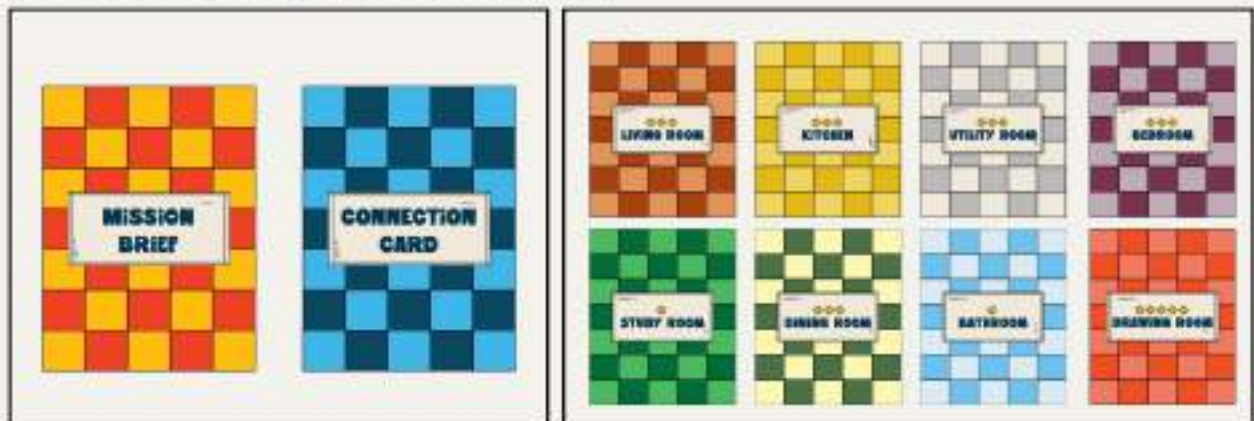 MiSSiON
BRiEF
CONNECTiON
CARD
LIVING ROOM
KITCHEN
UTILITY ROOM
BEDROOM
STUDY ROOM
DINING ROOM
BATHROOM
DRAWING ROOM